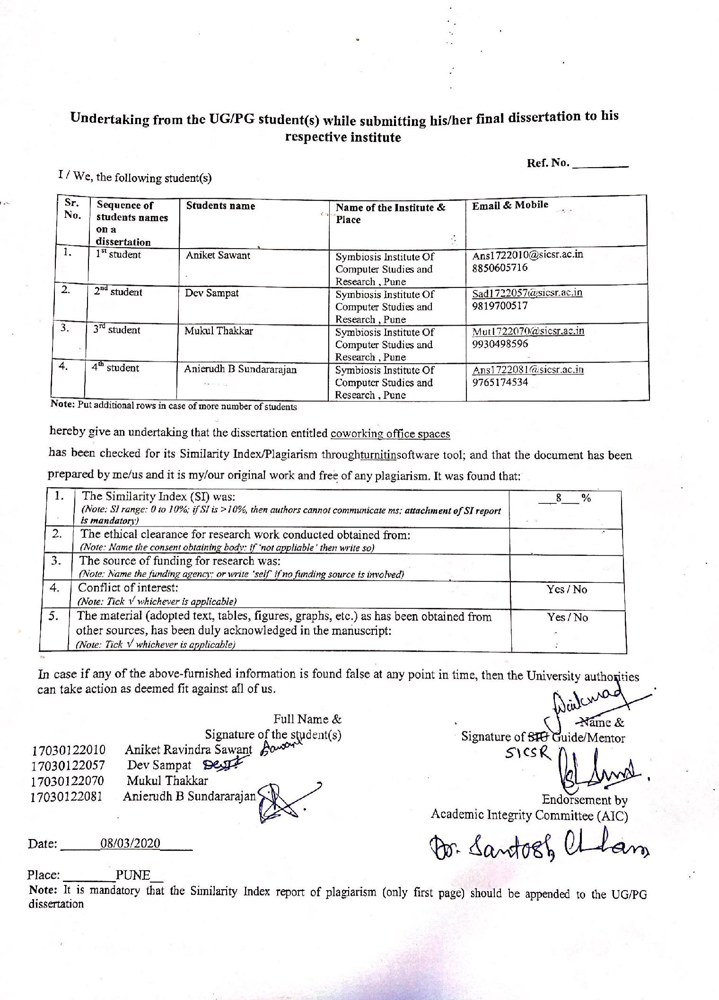 Undertaking from the UG/PG student(s) while submitting his/her final dissertation to his
respective institute
Ref. No. _________
I / We, the following student(s)
Sr. No. Sequence of students names on a dissertation Students name Name of the Institute & Place Email & Mobile
1. 1ST student Aniket Sawant Symbiosis Institute Of Computer Studies and Research , Pune Ans1722010@sicsr.ac.in 8850605716
2. 2nd student Dev Sampat Symbiosis Institute Of Computer Studies and Research , Pune Sad1722057@sicsr.ac.in 9819700517
3. 3rd student Mukul Thakkar Symbiosis Institute Of Computer Studies and Research , Pune Mut1722070@sicsr.ac.in 9930498596
4. 4th student Anierudh B Sundararajan Symbiosis Institute Of Computer Studies and Research , Pune Ans1722081@sicsr.ac.in 9765174534
Note: Put additional rows in case of more number of students
hereby give an undertaking that the dissertation entitled coworking office spaces
has been checked for its Similarity Index/Plagiarism throughturnitinsoftware tool; and that the document has been
prepared by me/us and it is my/our original work and free of any plagiarism. It was found that:
1. The Similarity Index (SI) was: ___8___ %
(Note: SI range: 0 to 10%; if SI is >10%, then authors cannot communicate ms; attachment of SI report
is mandatory)
2. The ethical clearance for research work conducted obtained from:
(Note: Name the consent obtaining body; if 'not appliable' then write so)
3. The source of funding for research was:
(Note: Name the funding agency; or write 'self' if no funding source is involved)
4. Conflict of interest: Yes / No
(Note: Tick √ whichever is applicable)
5. The material (adopted text, tables, figures, graphs, etc.) as has been obtained from Yes / No
other sources, has been duly acknowledged in the manuscript:
(Note: Tick √ whichever is applicable)
In case if any of the above-furnished information is found false at any point in time, then the University authorities
can take action as deemed fit against all of us.
Full Name &
Signature of the student(s)
17030122010 Aniket Ravindra Sawant Sawant
17030122057 Dev Sampat
17030122070 Mukul Thakkar
17030122081 Anierudh B Sundararajan
Name &
Signature of Guide/Mentor
SICSR
Endorsement by
Academic Integrity Committee (AIC)
Dr. Santosh
Date: ______08/03/2020_____
Place: ________PUNE__
Note: It is mandatory that the Similarity Index report of plagiarism (only first page) should be appended to the UG/PG
dissertation